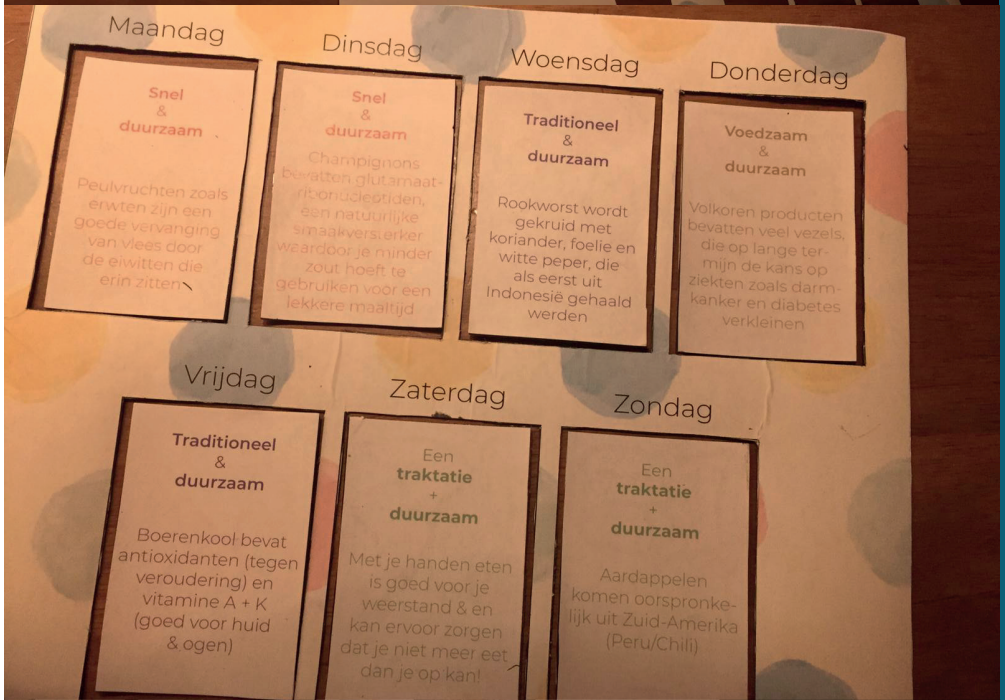 Maandag
Snel
&
duurzaam
Peulvruchten zoals
erwten zijn een
goede vervanging
van vlees door
de eiwitten die
erin zitten
Dinsdag
Snel
&
duurzaam
Champignons
bevatten glutamaat-
ribonucleotiden,
een natuurlijke
smaakversterker
waardoor je minder
zout hoeft te
gebruiken voor een
lekkere maaltijd
Woensdag
Traditioneel
&
duurzaam
Rookworst wordt
gekruid met
koriander, foelie en
witte peper, die
als eerst uit
Indonesië gehaald
werden
Donderdag
Voedzaam
&
duurzaam
Volkoren producten
bevatten veel vezels,
die op lange ter-
mijn de kans op
ziekten zoals darm-
kanker en diabetes
verkleinen
Vrijdag
Traditioneel
&
duurzaam
Boerenkool bevat
antioxidanten (tegen
veroudering) en
vitamine A + K
(goed voor huid
& ogen)
Zaterdag
Een
traktatie
+
duurzaam
Met je handen eten
is goed voor je
weerstand & en
kan ervoor zorgen
dat je niet meer eet
dan je op kan!
Zondag
Een
traktatie
+
duurzaam
Aardappelen
komen oorspronke-
lijk uit Zuid-Amerika
(Peru/Chili)